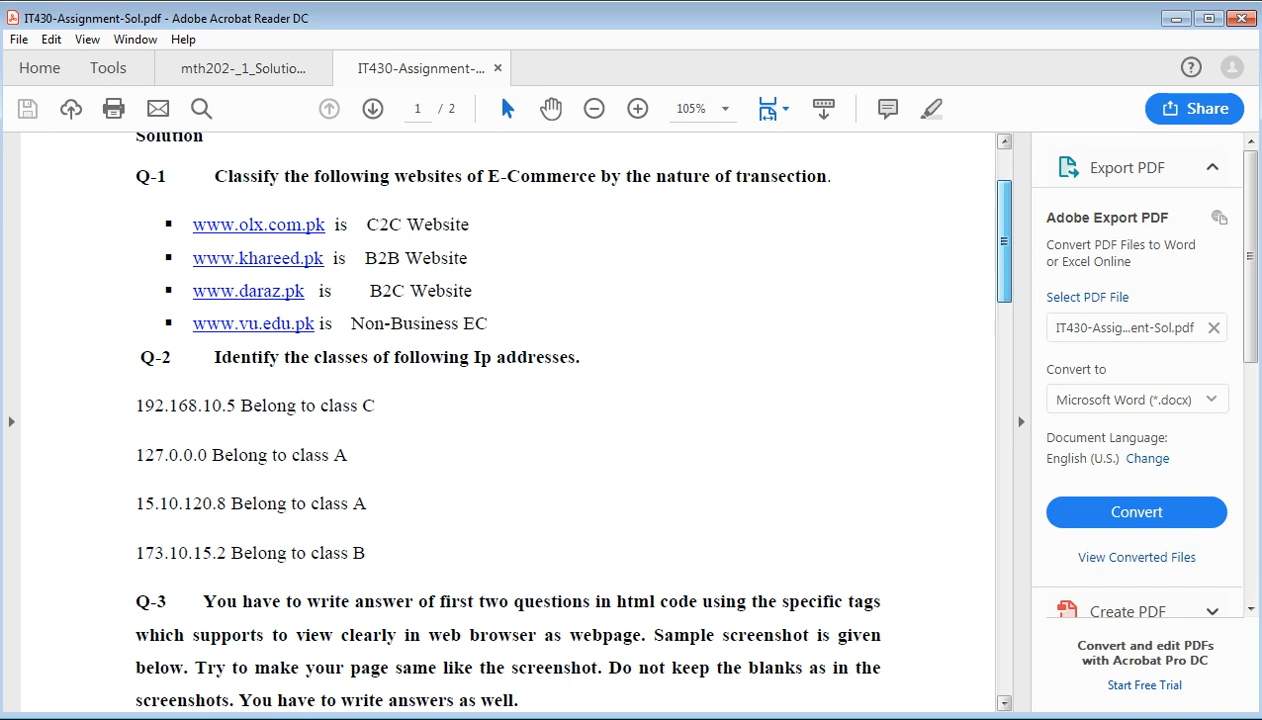 IT430-Assignment-Sol.pdf - Adobe Acrobat Reader DC
File Edit View Window Help
Home Tools mth202-_1_Solutio... IT430-Assignment-... ×
1 / 2 105% Share
Solution
Q-1 Classify the following websites of E-Commerce by the nature of transection.
▪ www.olx.com.pk is C2C Website
▪ www.khareed.pk is B2B Website
▪ www.daraz.pk is B2C Website
▪ www.vu.edu.pk is Non-Business EC
Q-2 Identify the classes of following Ip addresses.
192.168.10.5 Belong to class C
127.0.0.0 Belong to class A
15.10.120.8 Belong to class A
173.10.15.2 Belong to class B
Q-3 You have to write answer of first two questions in html code using the specific tags
which supports to view clearly in web browser as webpage. Sample screenshot is given
below. Try to make your page same like the screenshot. Do not keep the blanks as in the
screenshots. You have to write answers as well.
Export PDF
Adobe Export PDF
Convert PDF Files to Word
or Excel Online
Select PDF File
IT430-Assig...ent-Sol.pdf
Convert to
Microsoft Word (*.docx)
Document Language:
English (U.S.) Change
Convert
View Converted Files
Create PDF
Convert and edit PDFs
with Acrobat Pro DC
Start Free Trial